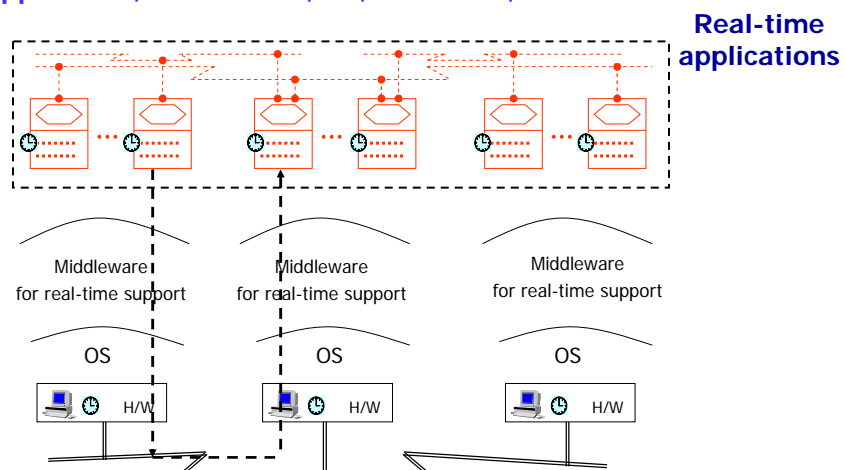 Real-time
applications
Middleware
for real-time support
Middleware
for real-time support
Middleware
for real-time support
OS
OS
OS
H/W
H/W
H/W